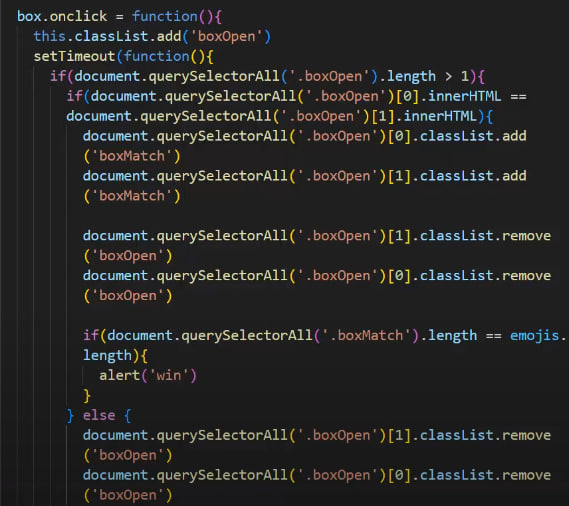 box.onclick = function(){
this.classList.add('boxOpen')
setTimeout(function(){
if(document.querySelectorAll('.boxOpen').length > 1){
if(document.querySelectorAll('.boxOpen')[0].innerHTML ==
document.querySelectorAll('.boxOpen')[1].innerHTML){
document.querySelectorAll('.boxOpen')[0].classList.add
('boxMatch')
document.querySelectorAll('.boxOpen')[1].classList.add
('boxMatch')
document.querySelectorAll('.boxOpen')[1].classList.remove
('boxOpen')
document.querySelectorAll('.boxOpen')[0].classList.remove
('boxOpen')
if(document.querySelectorAll('.boxMatch').length == emojis.
length){
alert('win')
}
} else {
document.querySelectorAll('.boxOpen')[1].classList.remove
('boxOpen')
document.querySelectorAll('.boxOpen')[0].classList.remove
('boxOpen')